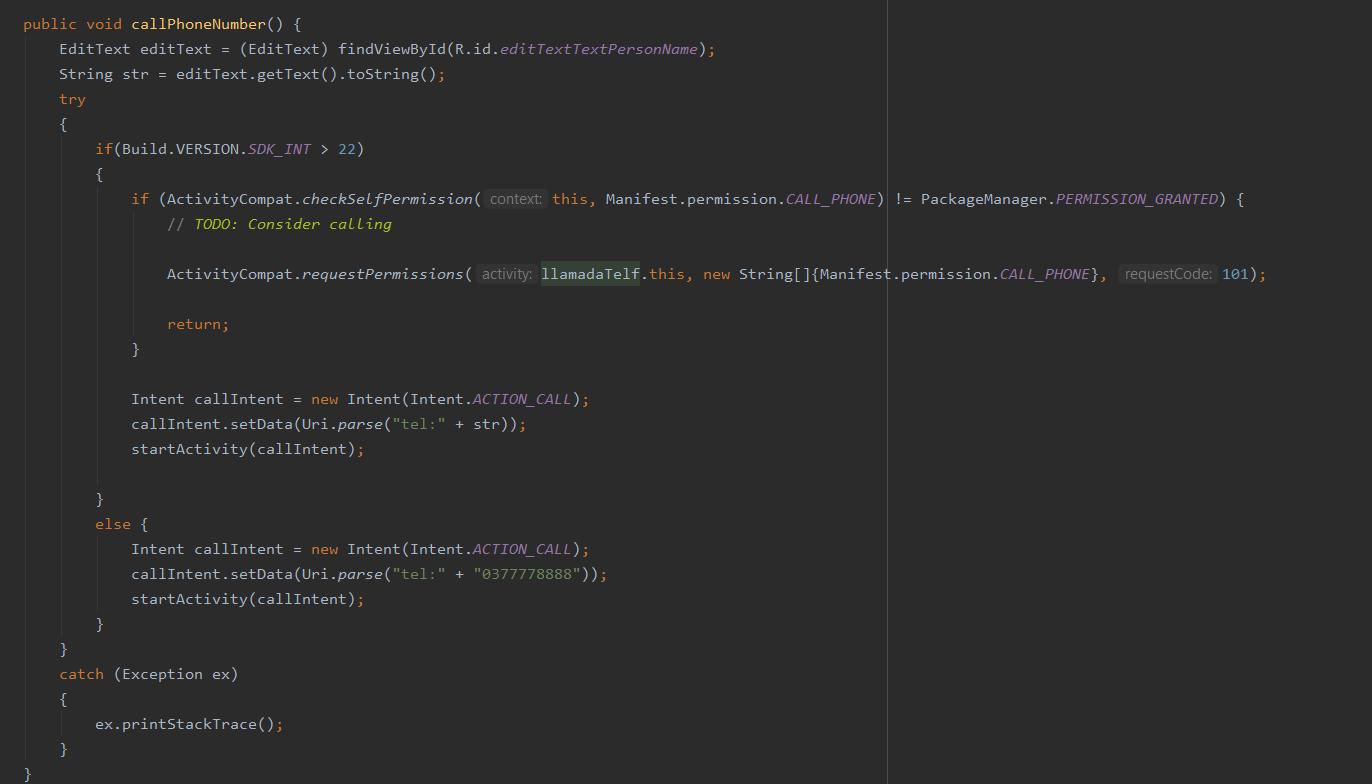 public void callPhoneNumber() {
EditText editText = (EditText) findViewById(R.id.editTextTextPersonName);
String str = editText.getText().toString();
try
{
if(Build.VERSION.SDK_INT > 22)
{
if (ActivityCompat.checkSelfPermission( context: this, Manifest.permission.CALL_PHONE) != PackageManager.PERMISSION_GRANTED) {
// TODO: Consider calling
ActivityCompat.requestPermissions( activity: llamadaTelf.this, new String[]{Manifest.permission.CALL_PHONE}, requestCode: 101);
return;
}
Intent callIntent = new Intent(Intent.ACTION_CALL);
callIntent.setData(Uri.parse("tel:" + str));
startActivity(callIntent);
}
else {
Intent callIntent = new Intent(Intent.ACTION_CALL);
callIntent.setData(Uri.parse("tel:" + "0377778888"));
startActivity(callIntent);
}
}
catch (Exception ex)
{
ex.printStackTrace();
}
}